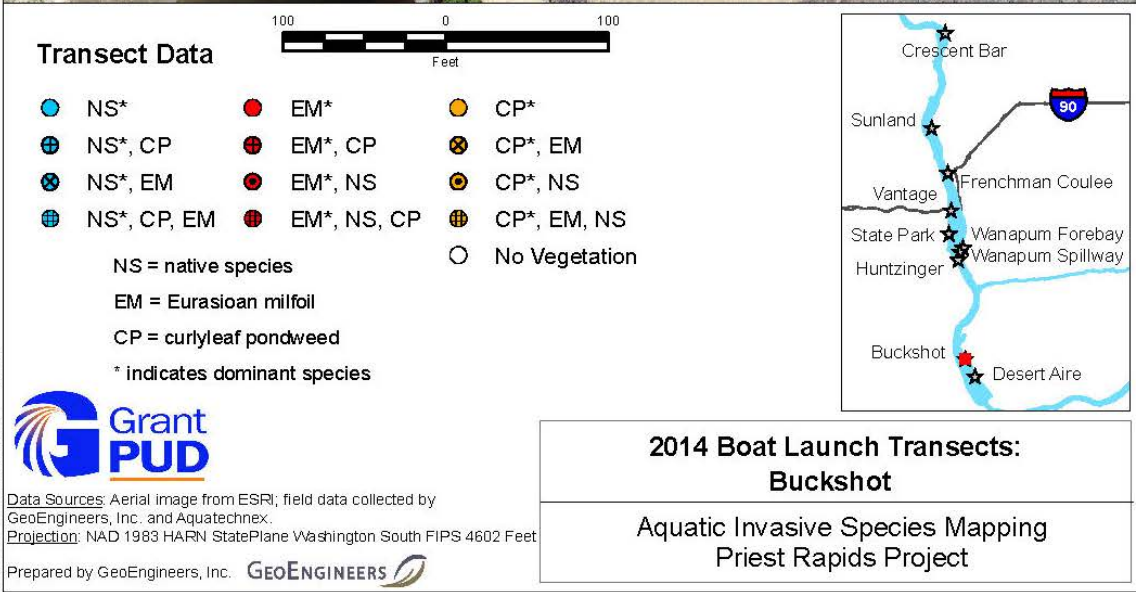 100 0 100
Feet
Transect Data
NS* EM* CP*
NS*, CP EM*, CP CP*, EM
NS*, EM EM*, NS CP*, NS
NS*, CP, EM EM*, NS, CP CP*, EM, NS
No Vegetation
NS = native species
EM = Eurasioan milfoil
CP = curlyleaf pondweed
* indicates dominant species
Grant
PUD
Data Sources: Aerial image from ESRI; field data collected by
GeoEngineers, Inc. and Aquatechnex.
Projection: NAD 1983 HARN StatePlane Washington South FIPS 4602 Feet
Prepared by GeoEngineers, Inc. GEOENGINEERS
Crescent Bar
90
Sunland
Frenchman Coulee
Vantage
State Park Wanapum Forebay
Wanapum Spillway
Huntzinger
Buckshot
Desert Aire
2014 Boat Launch Transects:
Buckshot
Aquatic Invasive Species Mapping
Priest Rapids Project